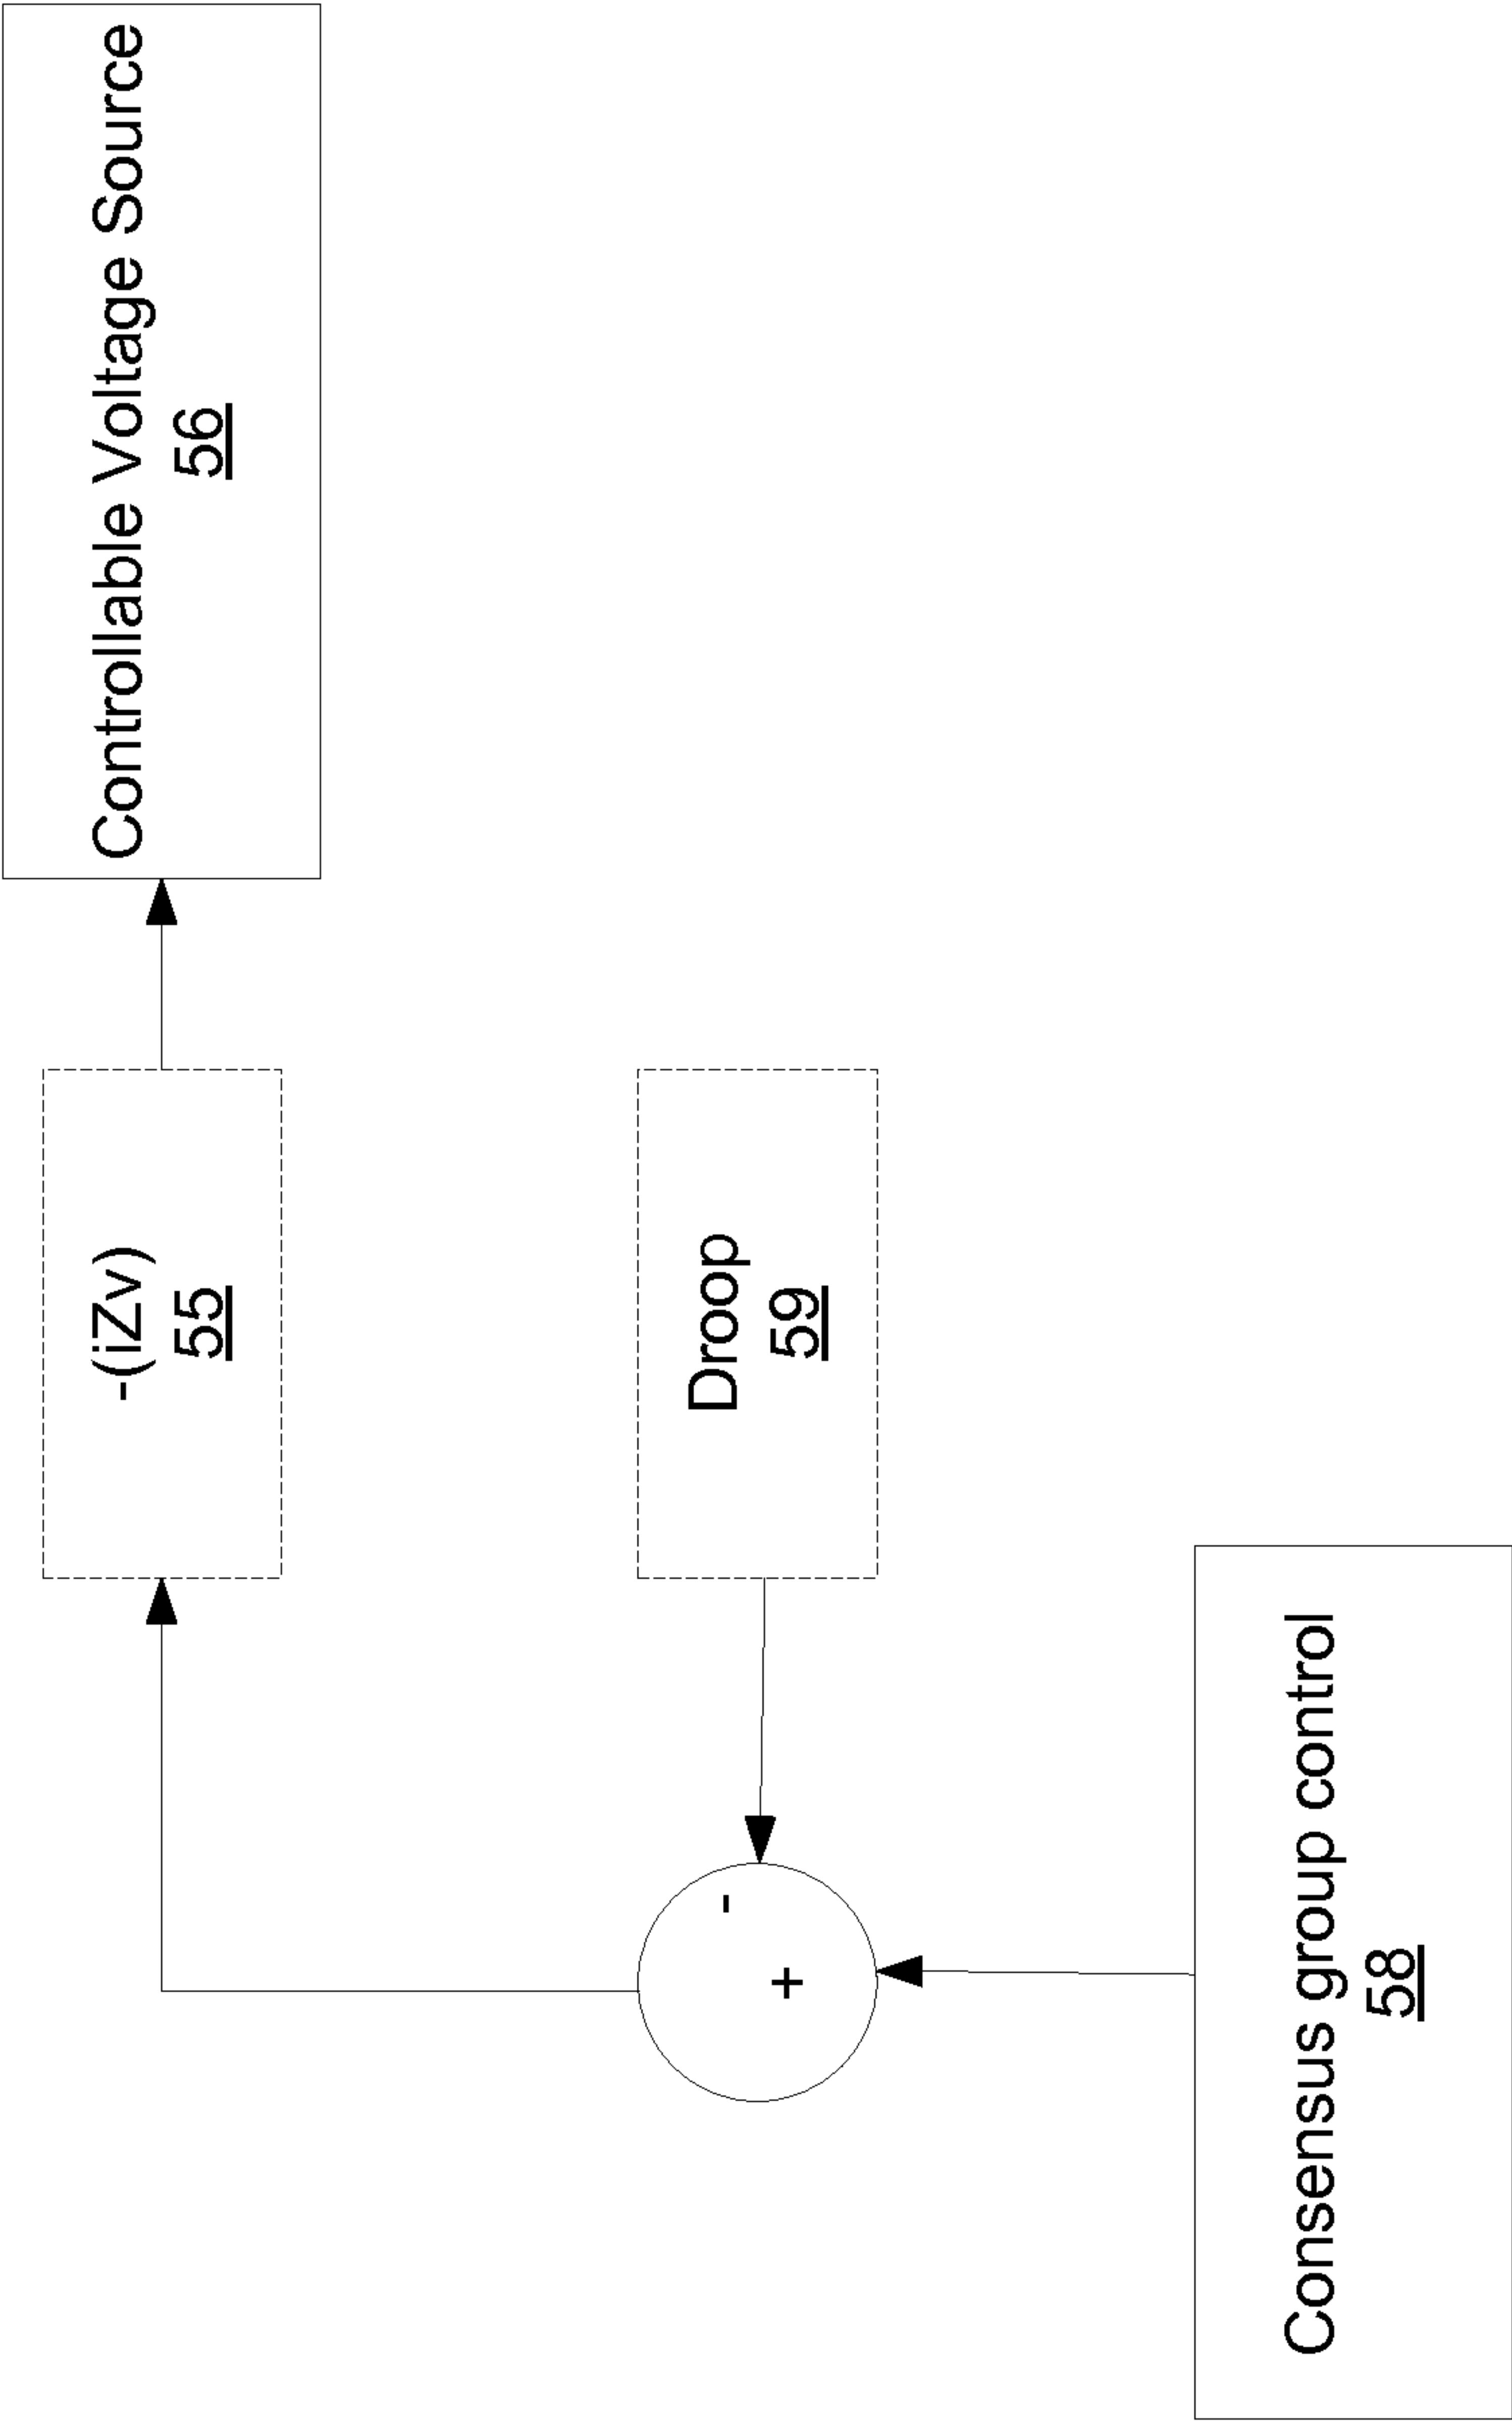 -(iZv)
55
Controllable Voltage Source
56
-
+
Droop
59
Consensus group control
58